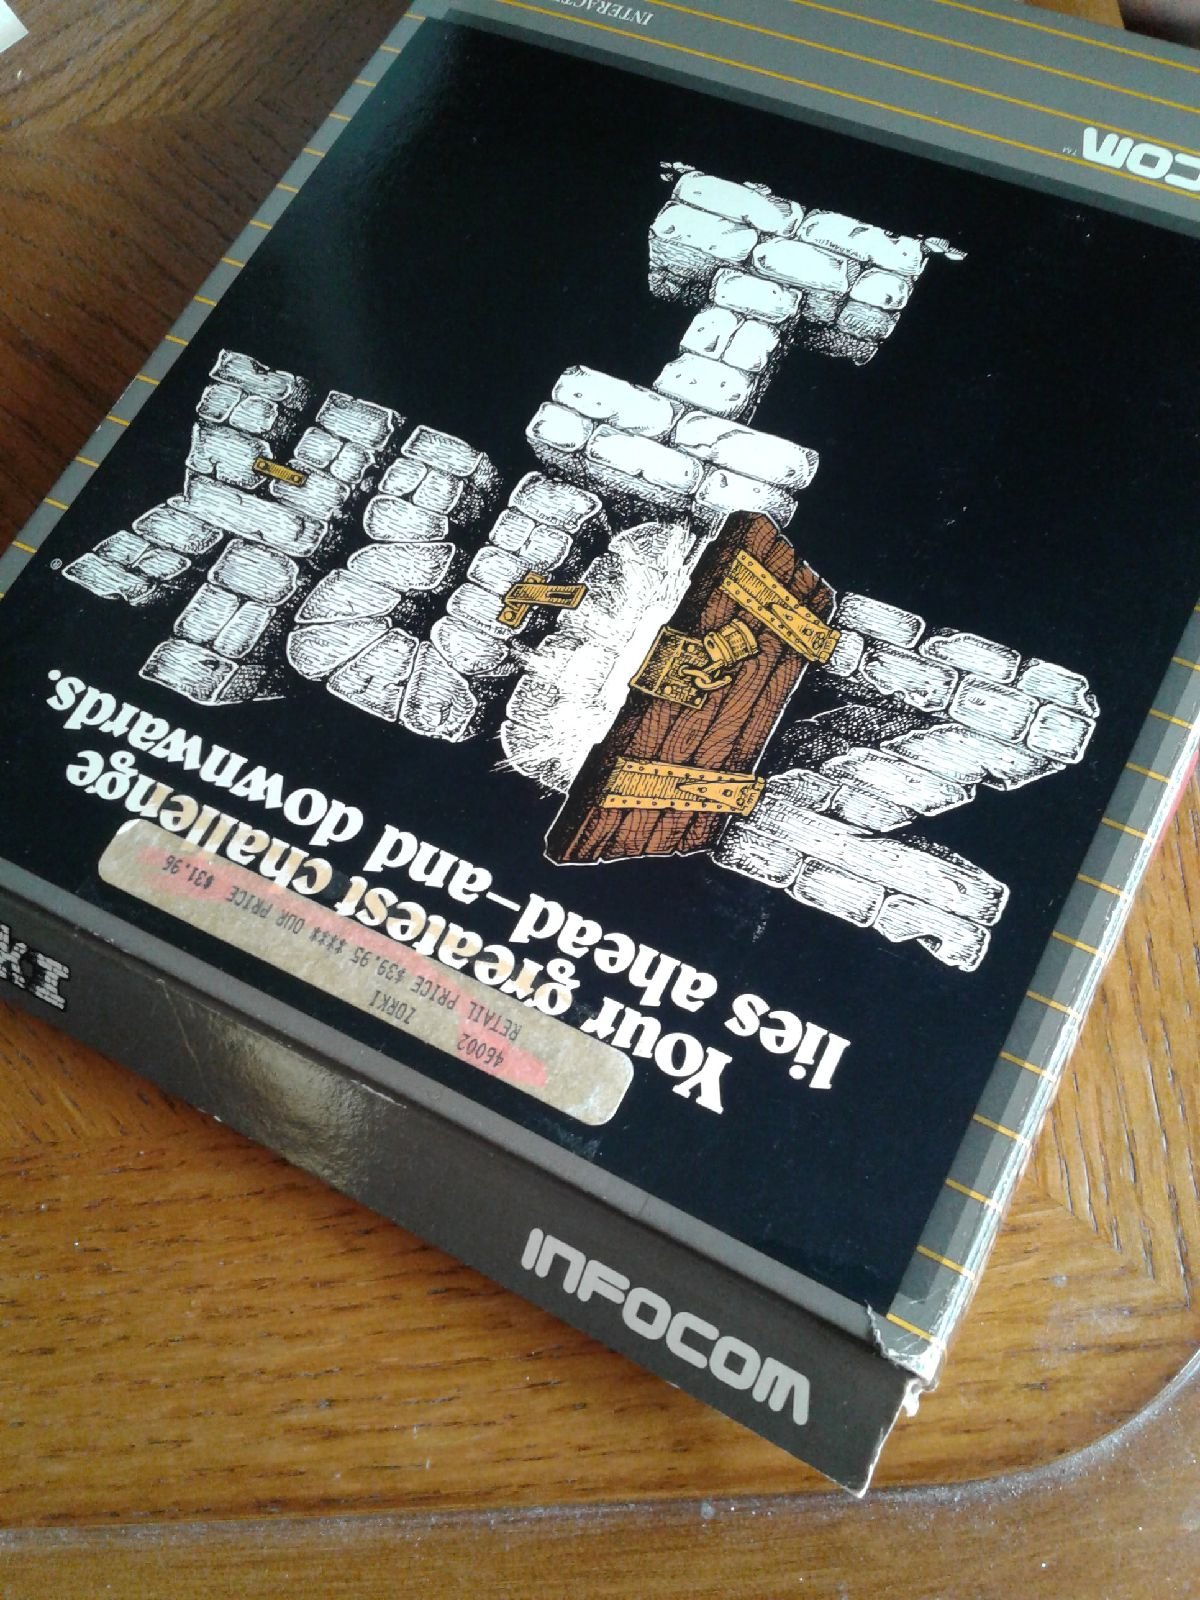 INFOCOM
46002
ZORKI
RETAIL PRICE $39.95 **** OUR PRICE $31.96
Your greatest challenge
lies ahead–and downwards.
ZORK®
I
COM™